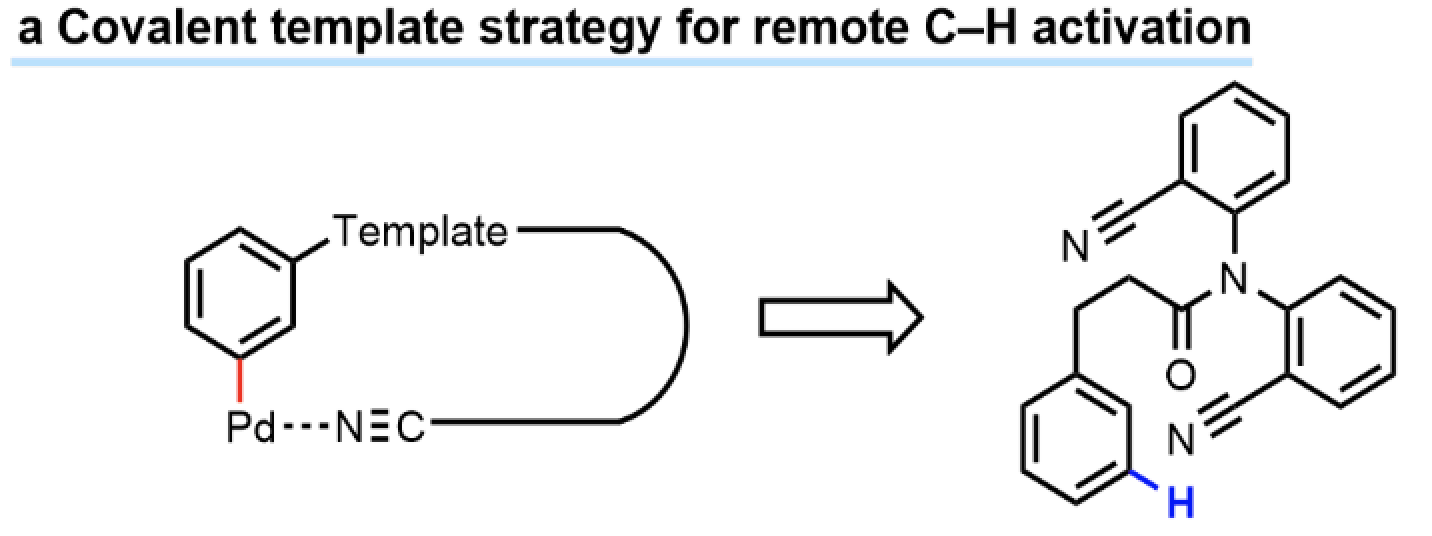 a Covalent template strategy for remote C–H activation
Template
Pd---N≡C
N
N
O
N
H